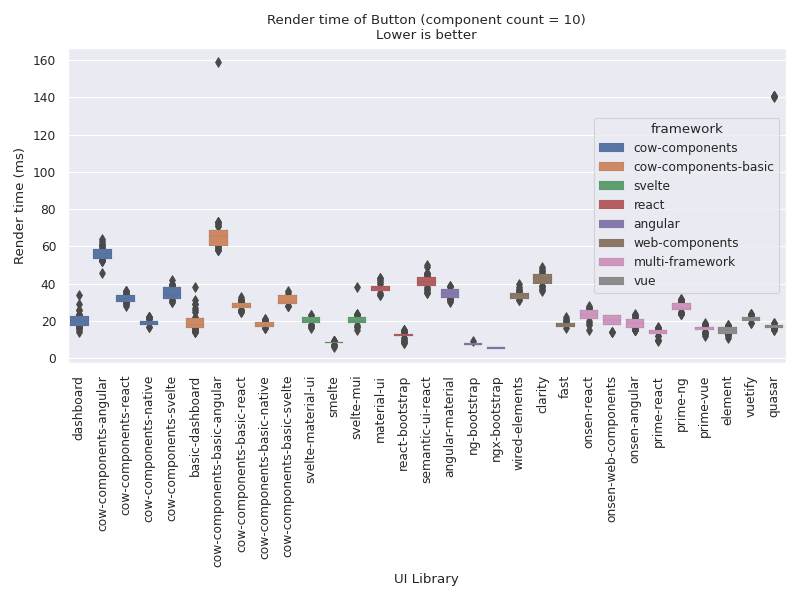 Render time of Button (component count = 10)
Lower is better
Render time (ms)
160
140
120
100
80
60
40
20
0
framework
cow-components
cow-components-basic
svelte
react
angular
web-components
multi-framework
vue
dashboard
cow-components-angular
cow-components-react
cow-components-native
cow-components-svelte
basic-dashboard
cow-components-basic-angular
cow-components-basic-react
cow-components-basic-native
cow-components-basic-svelte
svelte-material-ui
smelte
svelte-mui
material-ui
react-bootstrap
semantic-ui-react
angular-material
ng-bootstrap
ngx-bootstrap
wired-elements
clarity
fast
onsen-react
onsen-web-components
onsen-angular
prime-react
prime-ng
prime-vue
element
vuetify
quasar
UI Library